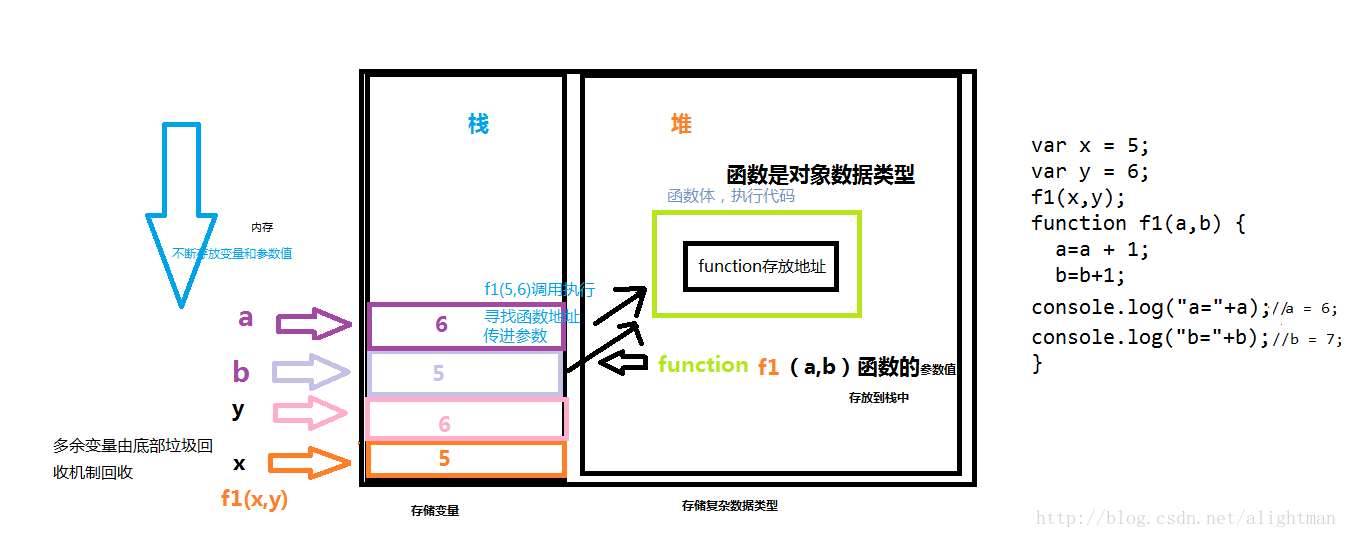 栈
堆
函数是对象数据类型
函数体，执行代码
function存放地址
内存
不断存放变量和参数值
f1(5,6)调用执行
寻找函数地址
传进参数
a
6
b
5
y
6
x
5
f1(x,y)
多余变量由底部垃圾回
收机制回收
function f1（a,b）函数的参数值
存放到栈中
存储变量
存储复杂数据类型
var x = 5;
var y = 6;
f1(x,y);
function f1(a,b) {
a=a + 1;
b=b+1;
console.log("a="+a);//a = 6;
console.log("b="+b);//b = 7;
}
http://blog.csdn.net/alightman